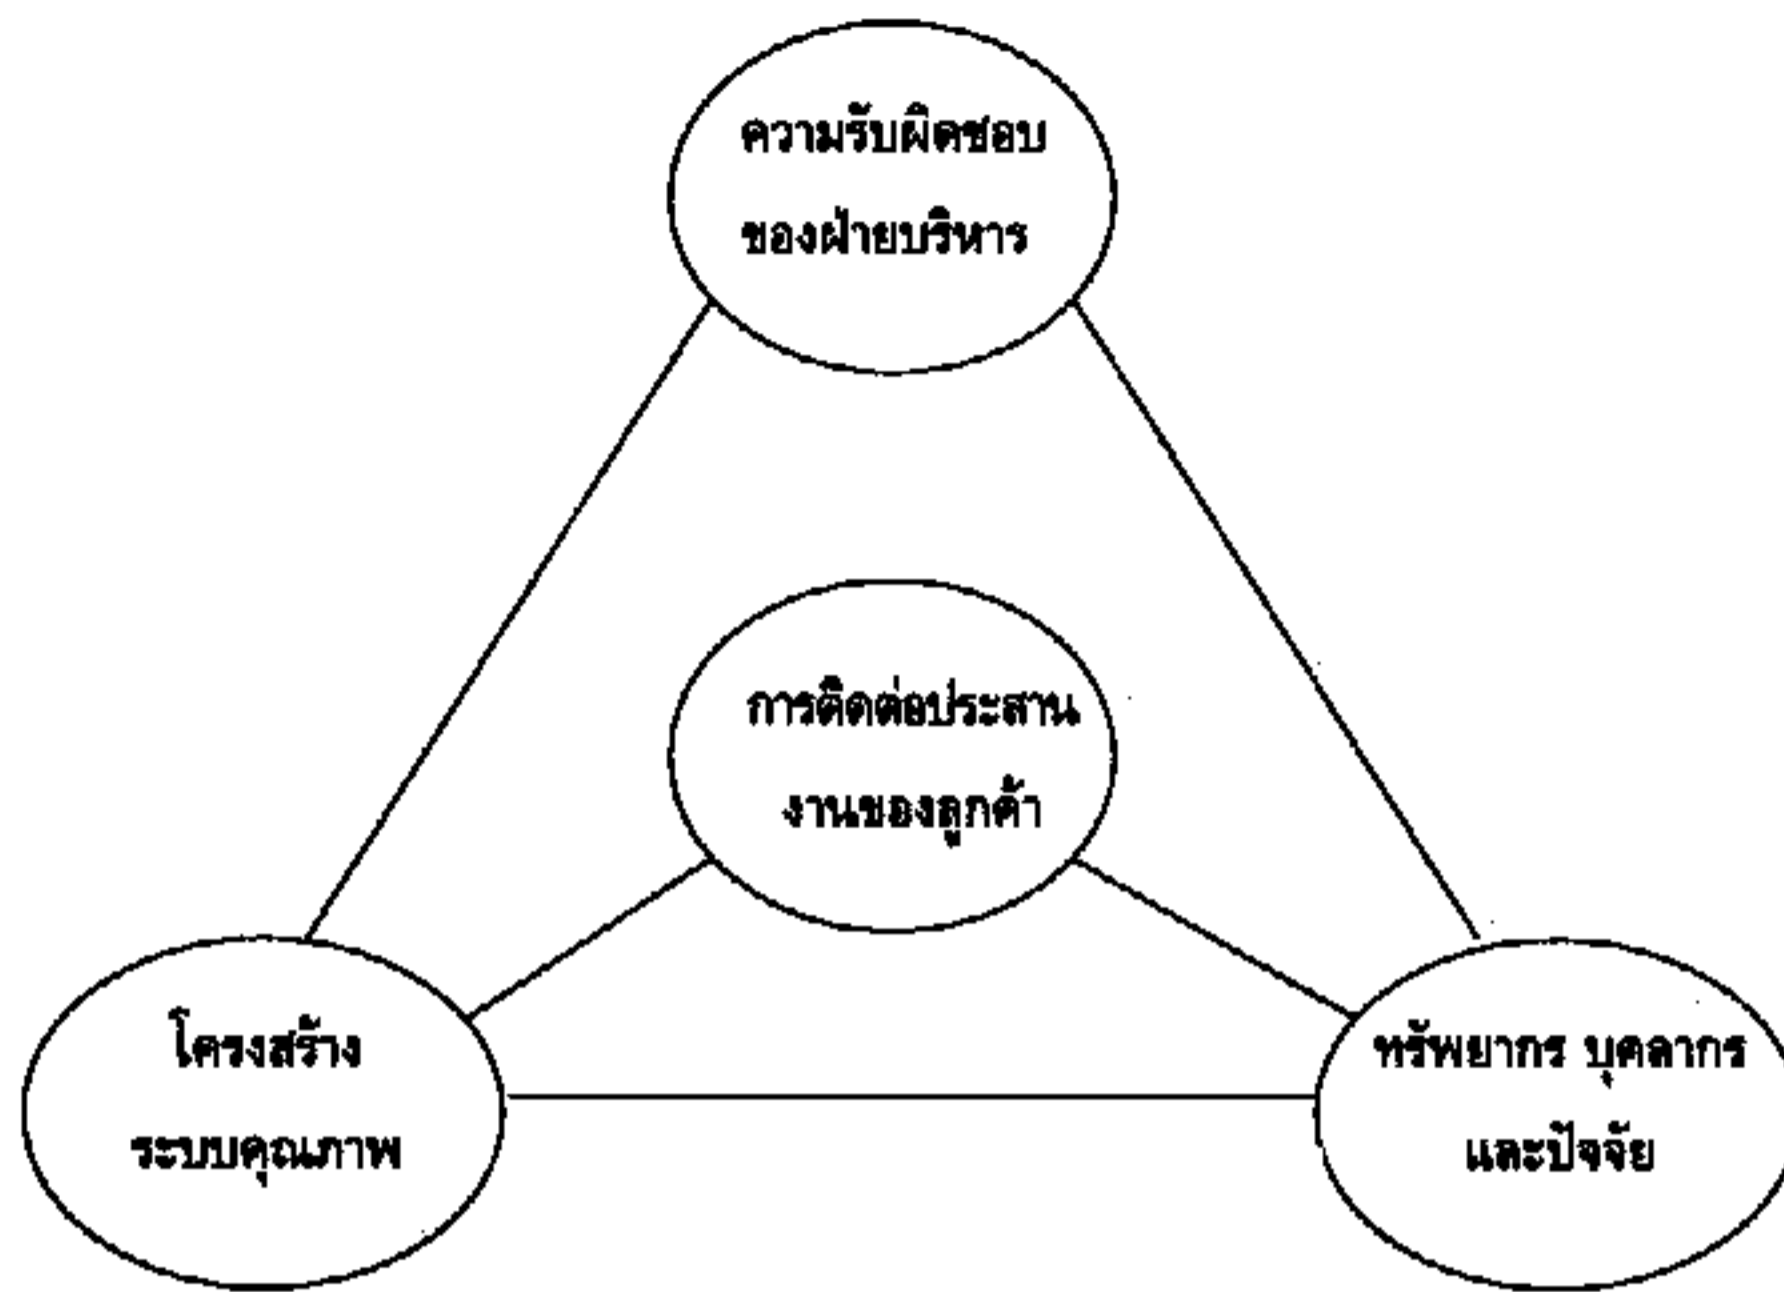 ความรับผิดชอบ
ของฝ่ายบริหาร
การติดต่อประสาน
งานของลูกค้า
โครงสร้าง
ระบบคุณภาพ
ทรัพยากร บุคลากร
และปัจจัย